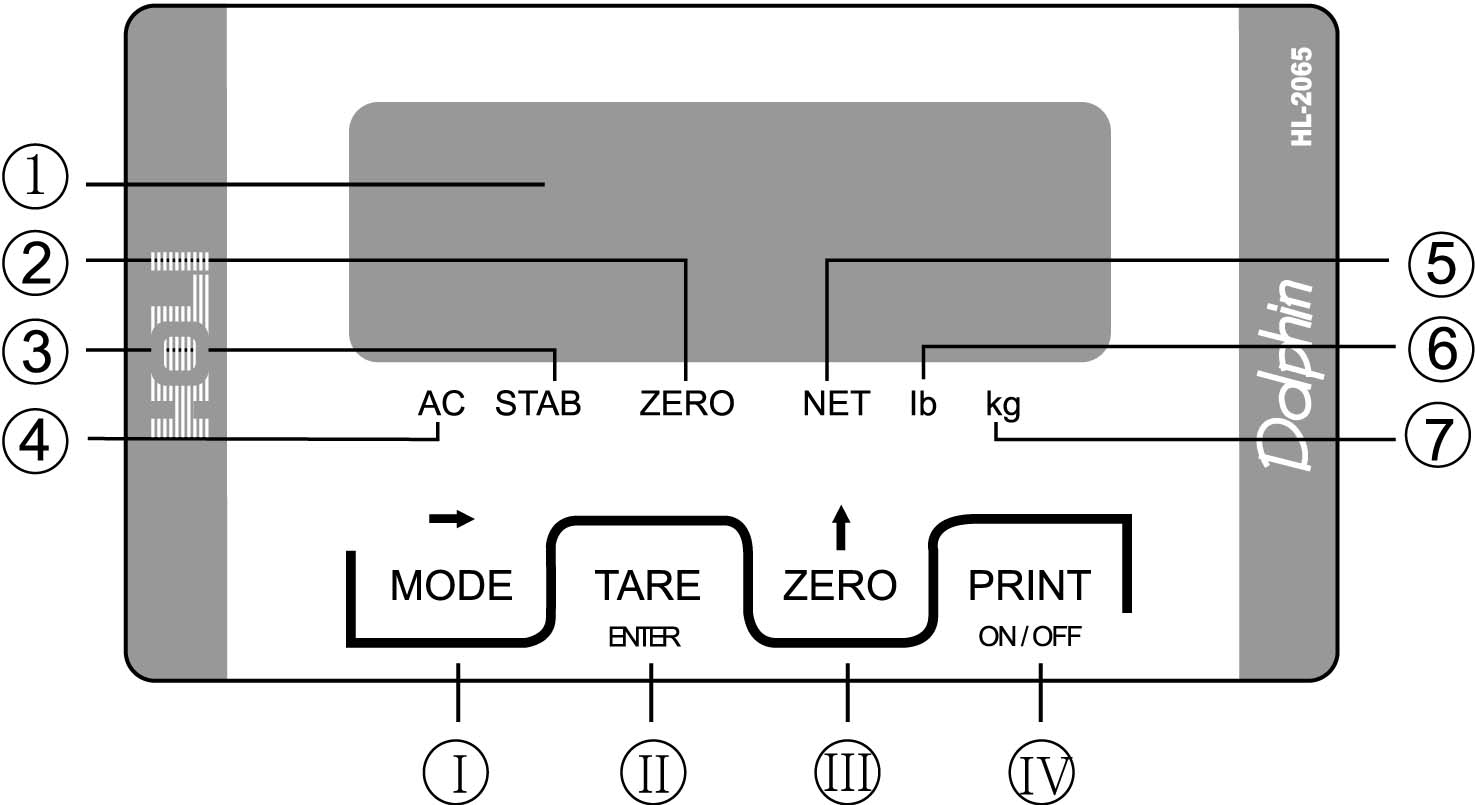 HL-2065
①
②
③
④
HOLI
AC STAB ZERO NET lb kg
⑤
⑥
⑦
Dolphin
→ ↑
MODE TARE ZERO PRINT
ENTER ON / OFF
Ⅰ Ⅱ Ⅲ Ⅳ